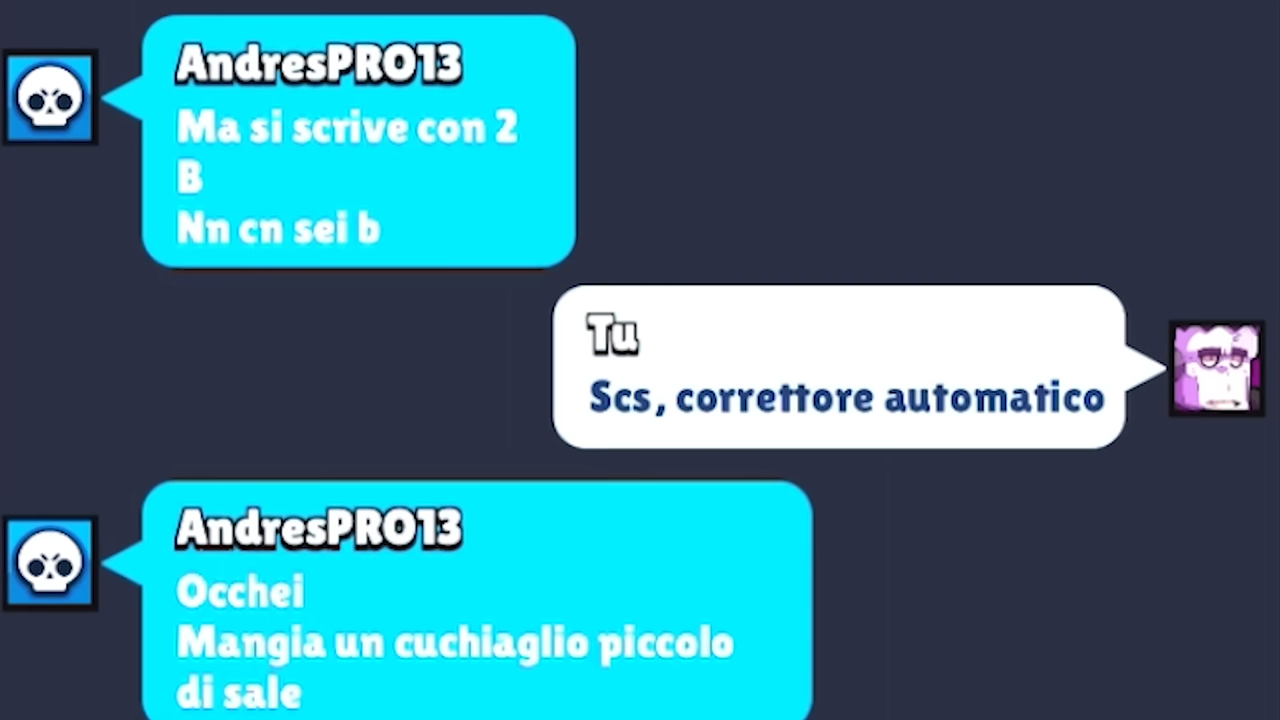 AndresPRO13
Ma si scrive con 2
B
Nn cn sei b
Tu
Scs, correttore automatico
AndresPRO13
Occhei
Mangia un cuchiaglio piccolo
di sale